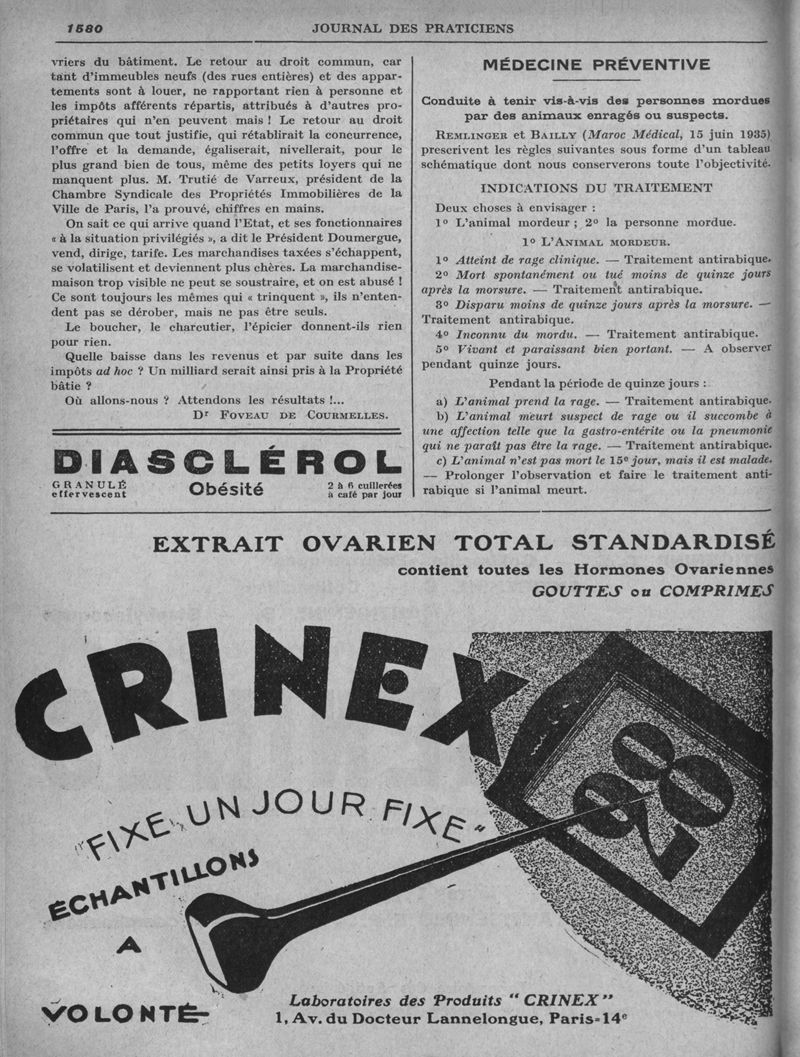 1580
JOURNAL DES PRATICIENS
vriers du bâtiment. Le retour au droit commun, car
tant d'immeubles neufs (des rues entières) et des appar-
tements sont à louer, ne rapportant rien à personne et
les impôts afférents répartis, attribués à d'autres pro-
priétaires qui n'en peuvent mais ! Le retour au droit
commun que tout justifie, qui rétablirait la concurrence,
l'offre et la demande, égaliserait, nivellerait, pour le
plus grand bien de tous, même des petits loyers qui ne
manquent plus. M. Trutié de Varreux, président de la
Chambre Syndicale des Propriétés Immobilières de la
Ville de Paris, l'a prouvé, chiffres en mains.
On sait ce qui arrive quand l'Etat, et ses fonctionnaires
« à la situation privilégiés », a dit le Président Doumergue,
vend, dirige, tarife. Les marchandises taxées s'échappent,
se volatilisent et deviennent plus chères. La marchandise-
maison trop visible ne peut se soustraire, et on est abusé !
Ce sont toujours les mêmes qui « trinquent », ils n'enten-
dent pas se dérober, mais ne pas être seuls.
Le boucher, le charcutier, l'épicier donnent-ils rien
pour rien.
Quelle baisse dans les revenus et par suite dans les
impôts ad hoc ? Un milliard serait ainsi pris à la Propriété
bâtie ?
Où allons-nous ? Attendons les résultats !...
Dr FOVEAU DE COURMELLES.
DIASCLÉROL
GRANULÉ
effervescent
Obésité
2 à 6 cuillerées
à café par jour
MÉDECINE PRÉVENTIVE
Conduite à tenir vis-à-vis des personnes mordues
par des animaux enragés ou suspects.
REMLINGER et BAILLY (Maroc Médical, 15 juin 1935)
prescrivent les règles suivantes sous forme d'un tableau
schématique dont nous conserverons toute l'objectivité.
INDICATIONS DU TRAITEMENT
Deux choses à envisager :
1º L'animal mordeur ; 2º la personne mordue.
1º L'ANIMAL MORDEUR.
1º Atteint de rage clinique. — Traitement antirabique.
2º Mort spontanément ou tué moins de quinze jours
après la morsure. — Traitement antirabique.
3º Disparu moins de quinze jours après la morsure. —
Traitement antirabique.
4º Inconnu du mordu. — Traitement antirabique.
5º Vivant et paraissant bien portant. — A observer
pendant quinze jours.
Pendant la période de quinze jours :
a) L'animal prend la rage. — Traitement antirabique.
b) L'animal meurt suspect de rage ou il succombe à
une affection telle que la gastro-entérite ou la pneumonie
qui ne paraît pas être la rage. — Traitement antirabique.
c) L'animal n'est pas mort le 15e jour, mais il est malade.
— Prolonger l'observation et faire le traitement anti-
rabique si l'animal meurt.
EXTRAIT OVARIEN TOTAL STANDARDISÉ
contient toutes les Hormones Ovariennes
GOUTTES ou COMPRIMES
CRINEX
"FIXE UN JOUR FIXE"
28
ÉCHANTILLONS
A
VOLONTÉ
Laboratoires des Produits "CRINEX"
1, Av. du Docteur Lannelongue, Paris-14e